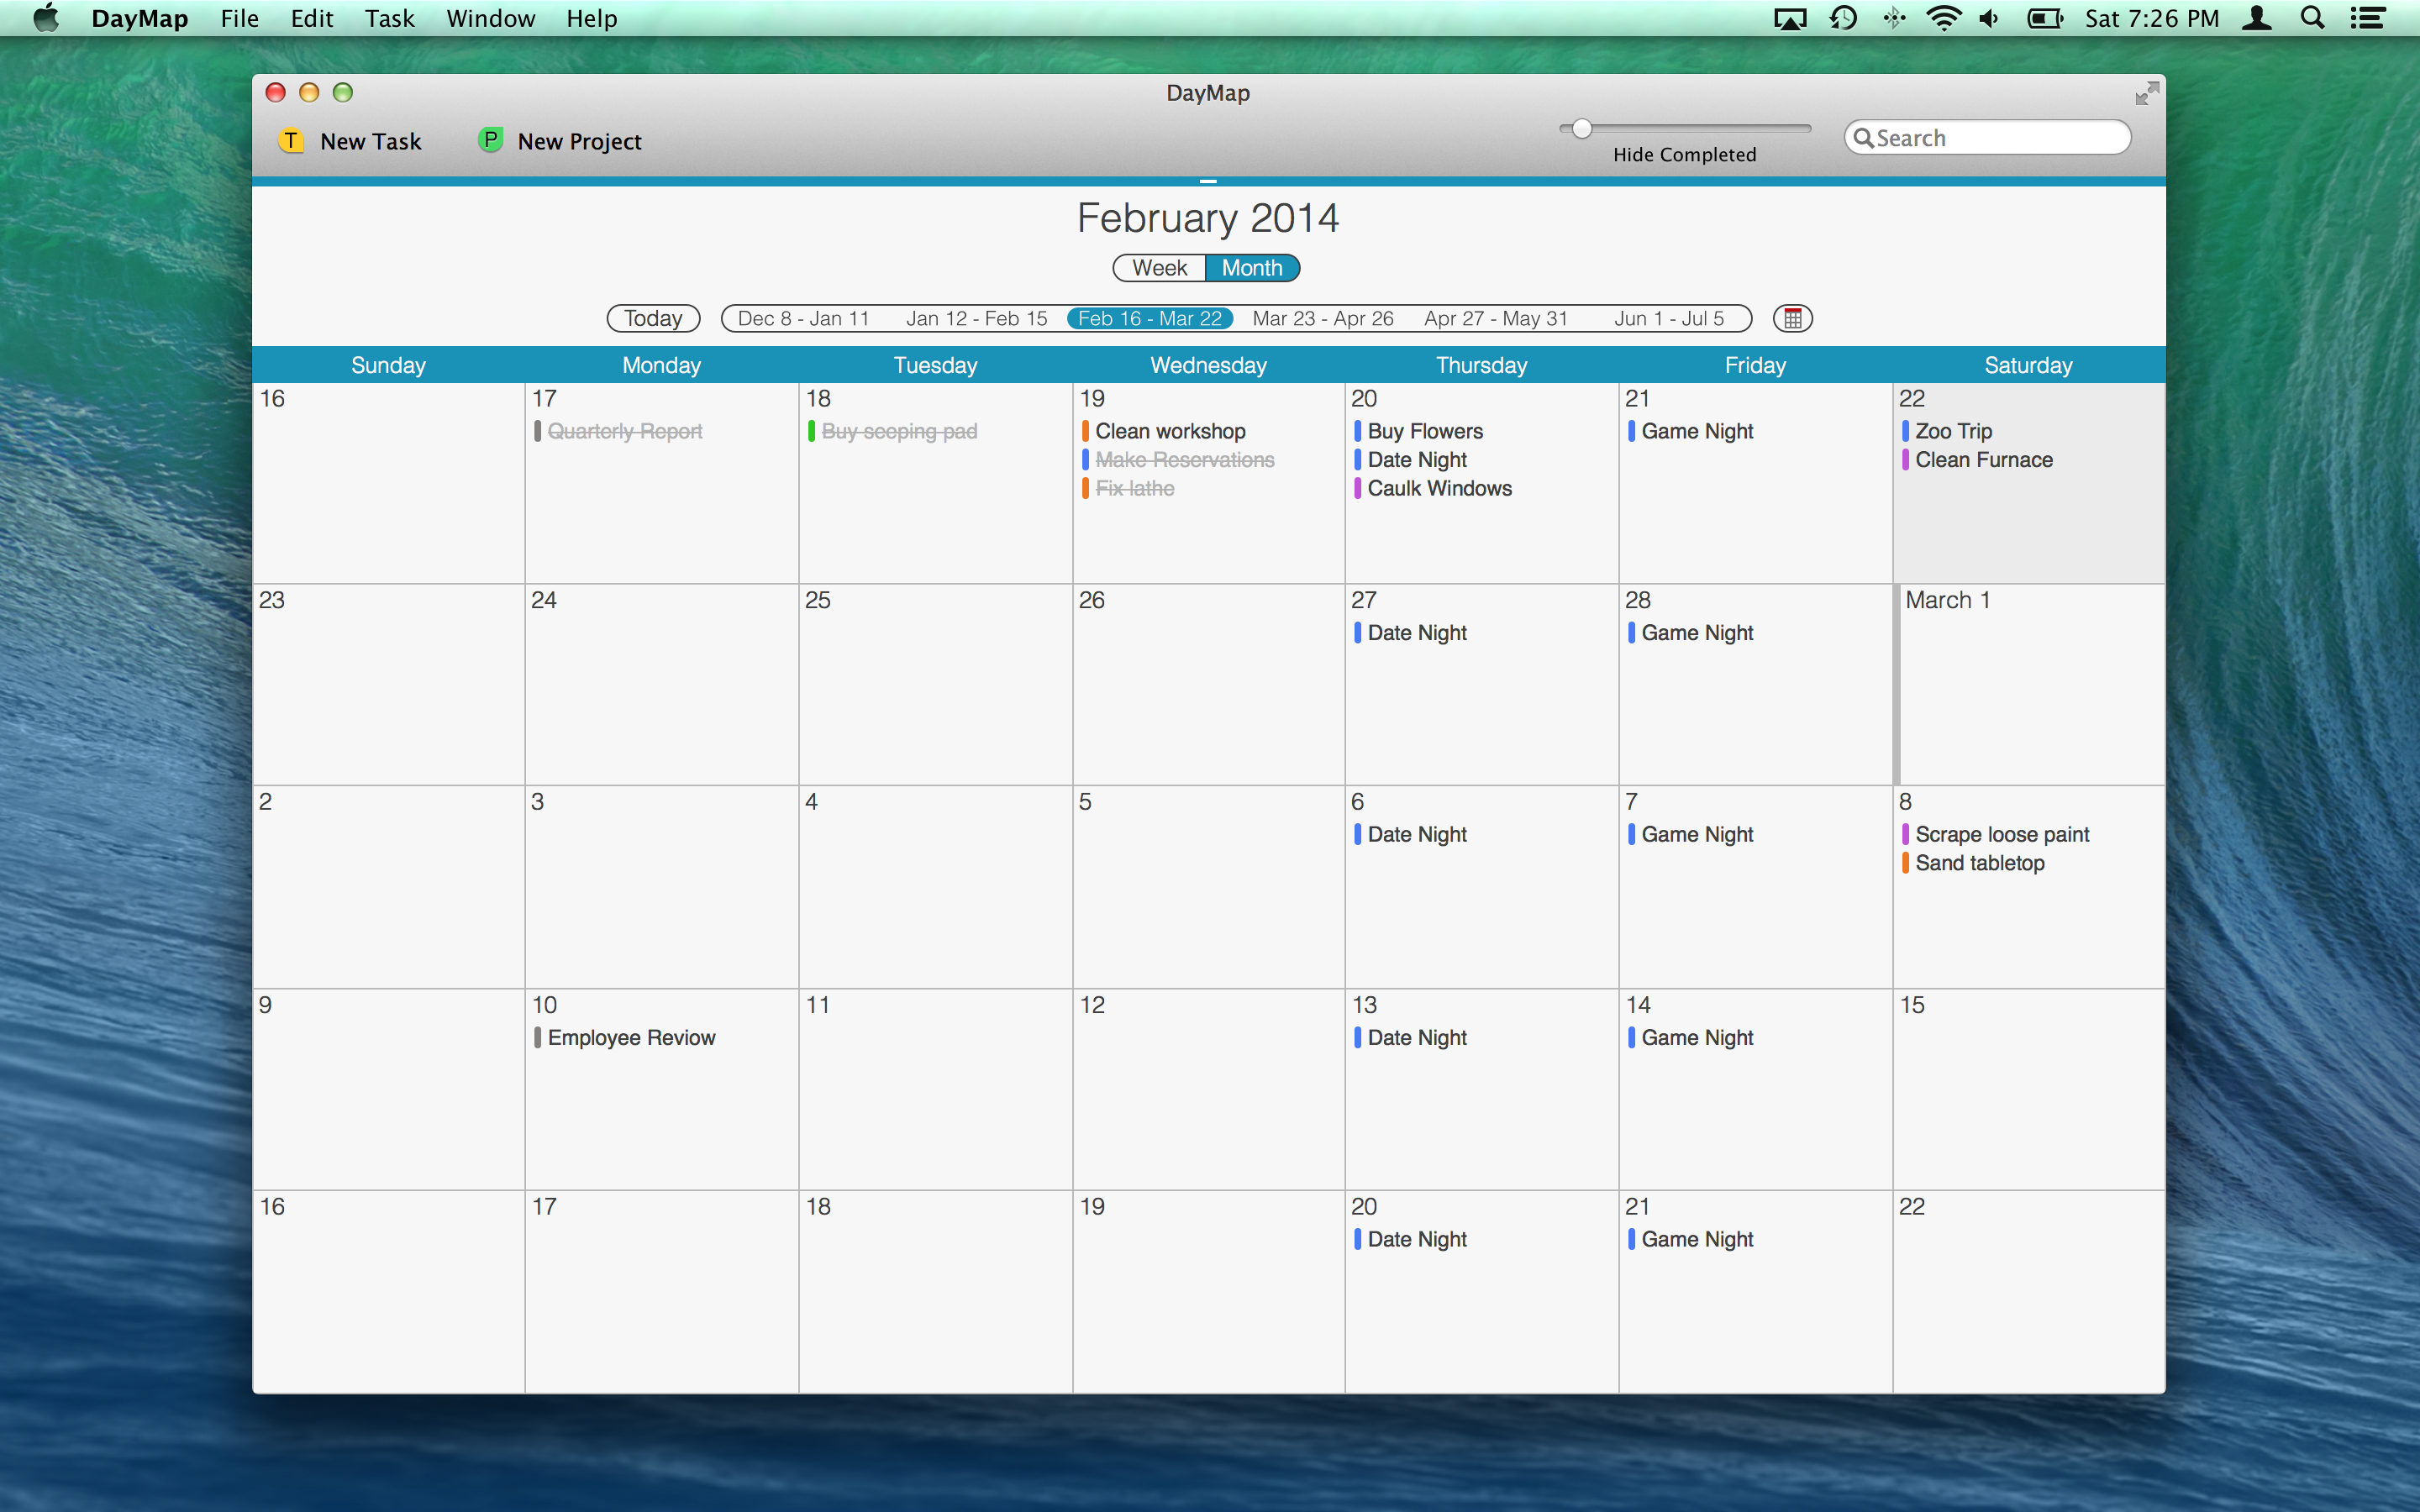 DayMap File Edit Task Window Help Sat 7:26 PM
DayMap
T New Task P New Project Hide Completed Search
February 2014
Week Month
Today Dec 8 - Jan 11 Jan 12 - Feb 15 Feb 16 - Mar 22 Mar 23 - Apr 26 Apr 27 - May 31 Jun 1 - Jul 5
Sunday Monday Tuesday Wednesday Thursday Friday Saturday
16 17 18 19 20 21 22
Quarterly Report Buy seeping pad Clean workshop Buy Flowers Game Night Zoo Trip
Make Reservations Date Night Clean Furnace
Fix lathe Caulk Windows
23 24 25 26 27 28 March 1
Date Night Game Night
2 3 4 5 6 7 8
Date Night Game Night Scrape loose paint
Sand tabletop
9 10 11 12 13 14 15
Employee Reviow Date Night Game Night
16 17 18 19 20 21 22
Date Night Game Night